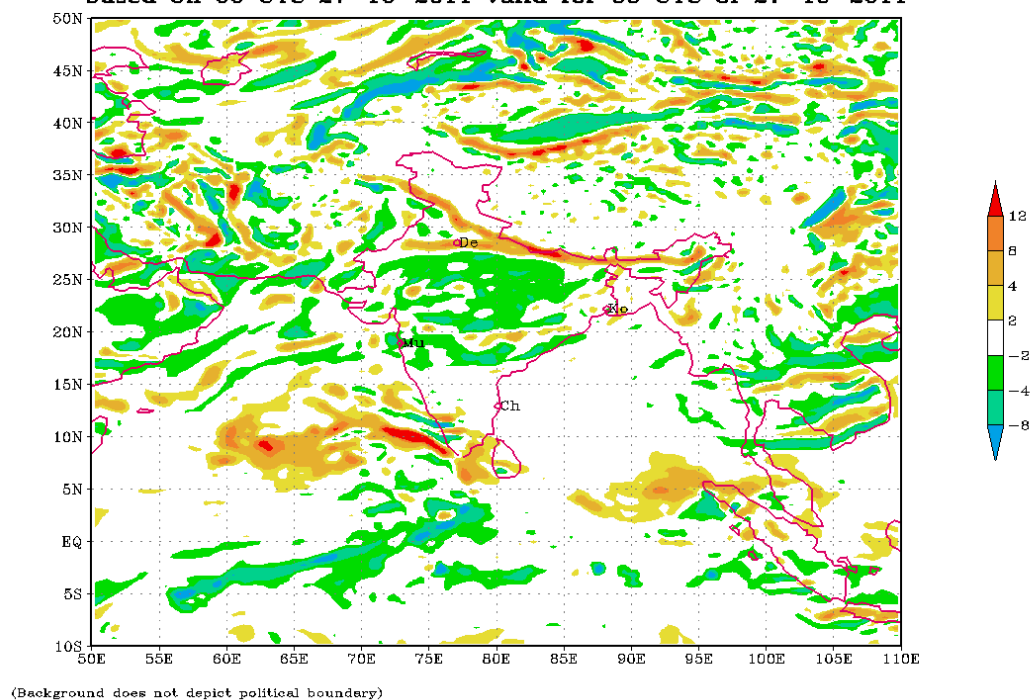 50N
45N
40N
35N
30N
25N
20N
15N
10N
5N
EQ
5S
10S
50E 55E 60E 65E 70E 75E 80E 85E 90E 95E 100E 105E 110E
De
Ko
Mu
Ch
12
8
4
2
−2
−4
−8
(Background does not depict political boundary)